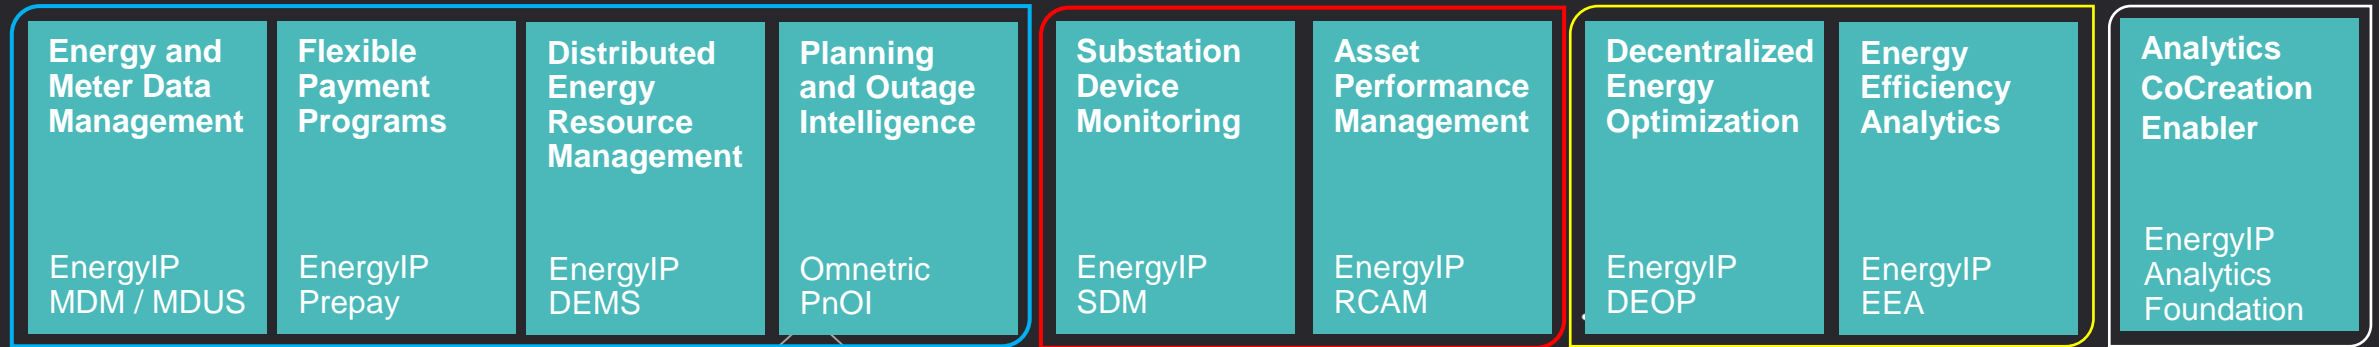 Energy and
Meter Data
Management
EnergyIP
MDM / MDUS
Flexible
Payment
Programs
EnergyIP
Prepay
Distributed
Energy
Resource
Management
EnergyIP
DEMS
Planning
and Outage
Intelligence
Omnetric
PnOI
Substation
Device
Monitoring
EnergyIP
SDM
Asset
Performance
Management
EnergyIP
RCAM
Decentralized
Energy
Optimization
EnergyIP
DEOP
Energy
Efficiency
Analytics
EnergyIP
EEA
Analytics
CoCreation
Enabler
EnergyIP
Analytics
Foundation